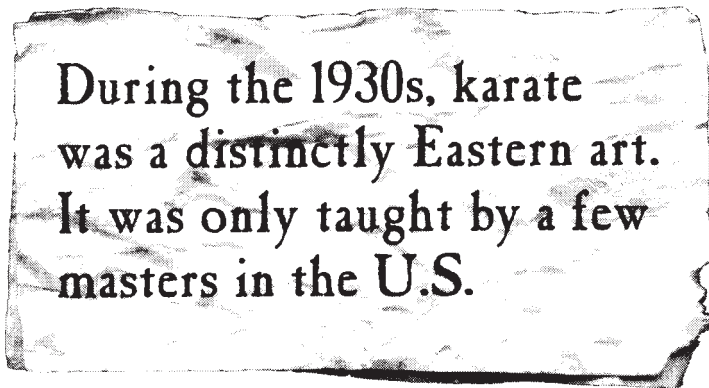 During the 1930s, karate
was a distinctly Eastern art.
It was only taught by a few
masters in the U.S.